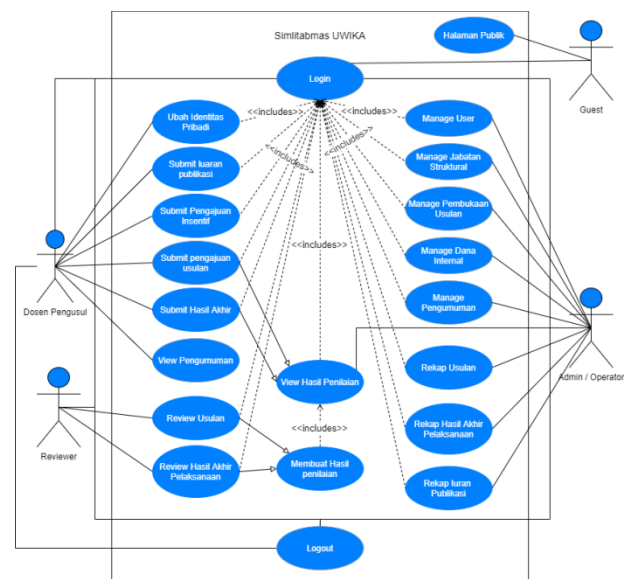 Simlitabmas UWIKA
Halaman Publik
Guest
Login
<<includes>>
<<includes>>
<<includes>>
<<includes>>
<<includes>>
<<includes>>
Ubah Identitas
Pribadi
Submit luaran
publikasi
Submit Pengajuan
Insentif
Submit pengajuan
usulan
Submit Hasil Akhir
View Pengumuman
Review Usulan
Review Hasil Akhir
Pelaksanaan
Dosen Pengusul
Reviewer
View Hasil Penilaian
Membuat Hasil
penilaian
Logout
Manage User
Manage Jabatan
Struktural
Manage Pembukaan
Usulan
Manage Dana
Internal
Manage
Pengumuman
Rekap Usulan
Rekap Hasil Akhir
Pelaksanaan
Rekap luran
Publikasi
Admin / Operator